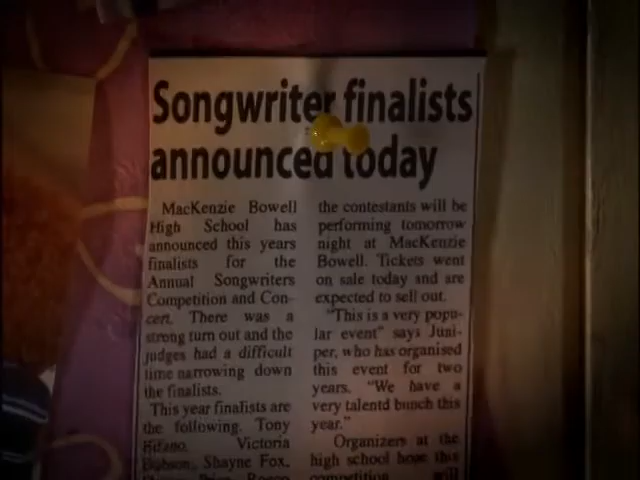 Songwriter finalists
announced today
MacKenzie Bowell
High School has
announced this years
finalists for the
Annual Songwriters
Competition and Con-
cert. There was a
strong turn out and the
judges had a difficult
time narrowing down
the finalists.
This year finalists are
the following. Tony
Victoria
Shayne Fox,
the contestants will be
performing tomorrow
night at MacKenzie
Bowell. Tickets went
on sale today and are
expected to sell out.
"This is a very popu-
lar event" says Juni-
per, who has organised
this event for two
years. "We have a
very talentd bunch this
year."
Organizers at the
high school hope this
competition will